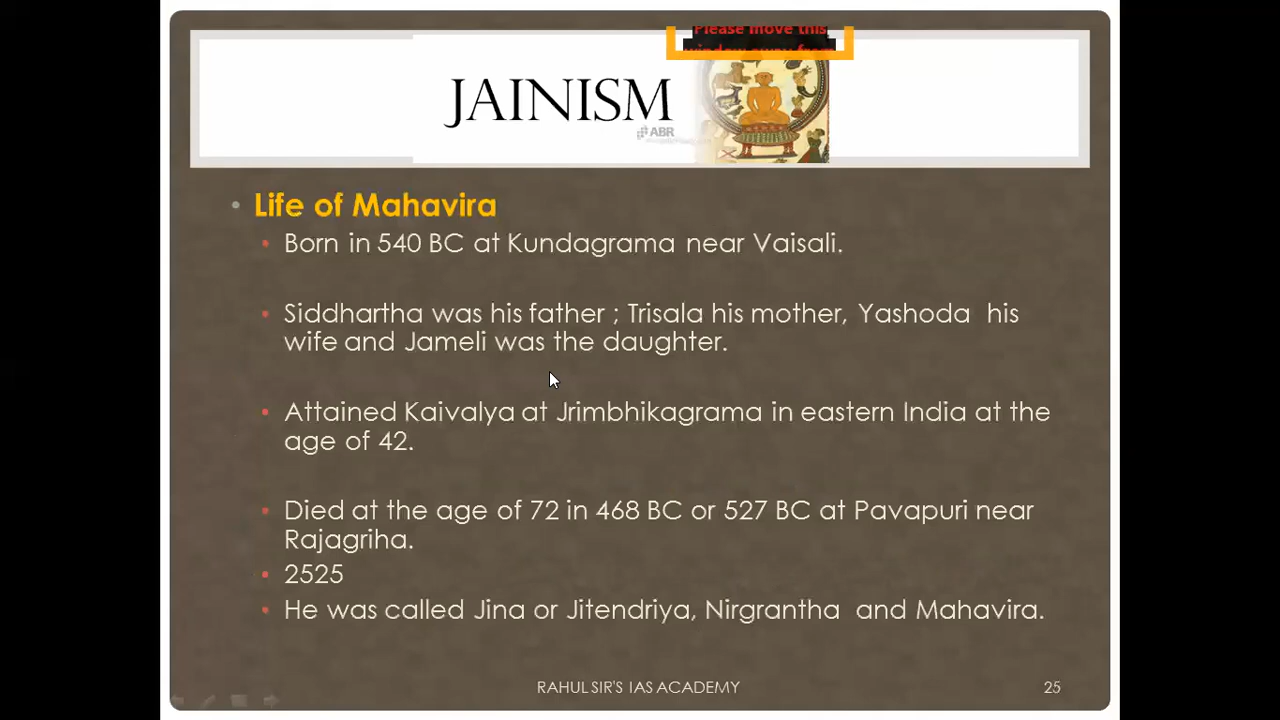 Please move this
window away from
JAINISM
ABR
Life of Mahavira
Born in 540 BC at Kundagrama near Vaisali.
Siddhartha was his father ; Trisala his mother, Yashoda his
wife and Jameli was the daughter.
Attained Kaivalya at Jrimbhikagrama in eastern India at the
age of 42.
Died at the age of 72 in 468 BC or 527 BC at Pavapuri near
Rajagriha.
2525
He was called Jina or Jitendriya, Nirgrantha and Mahavira.
RAHUL SIR'S IAS ACADEMY
25